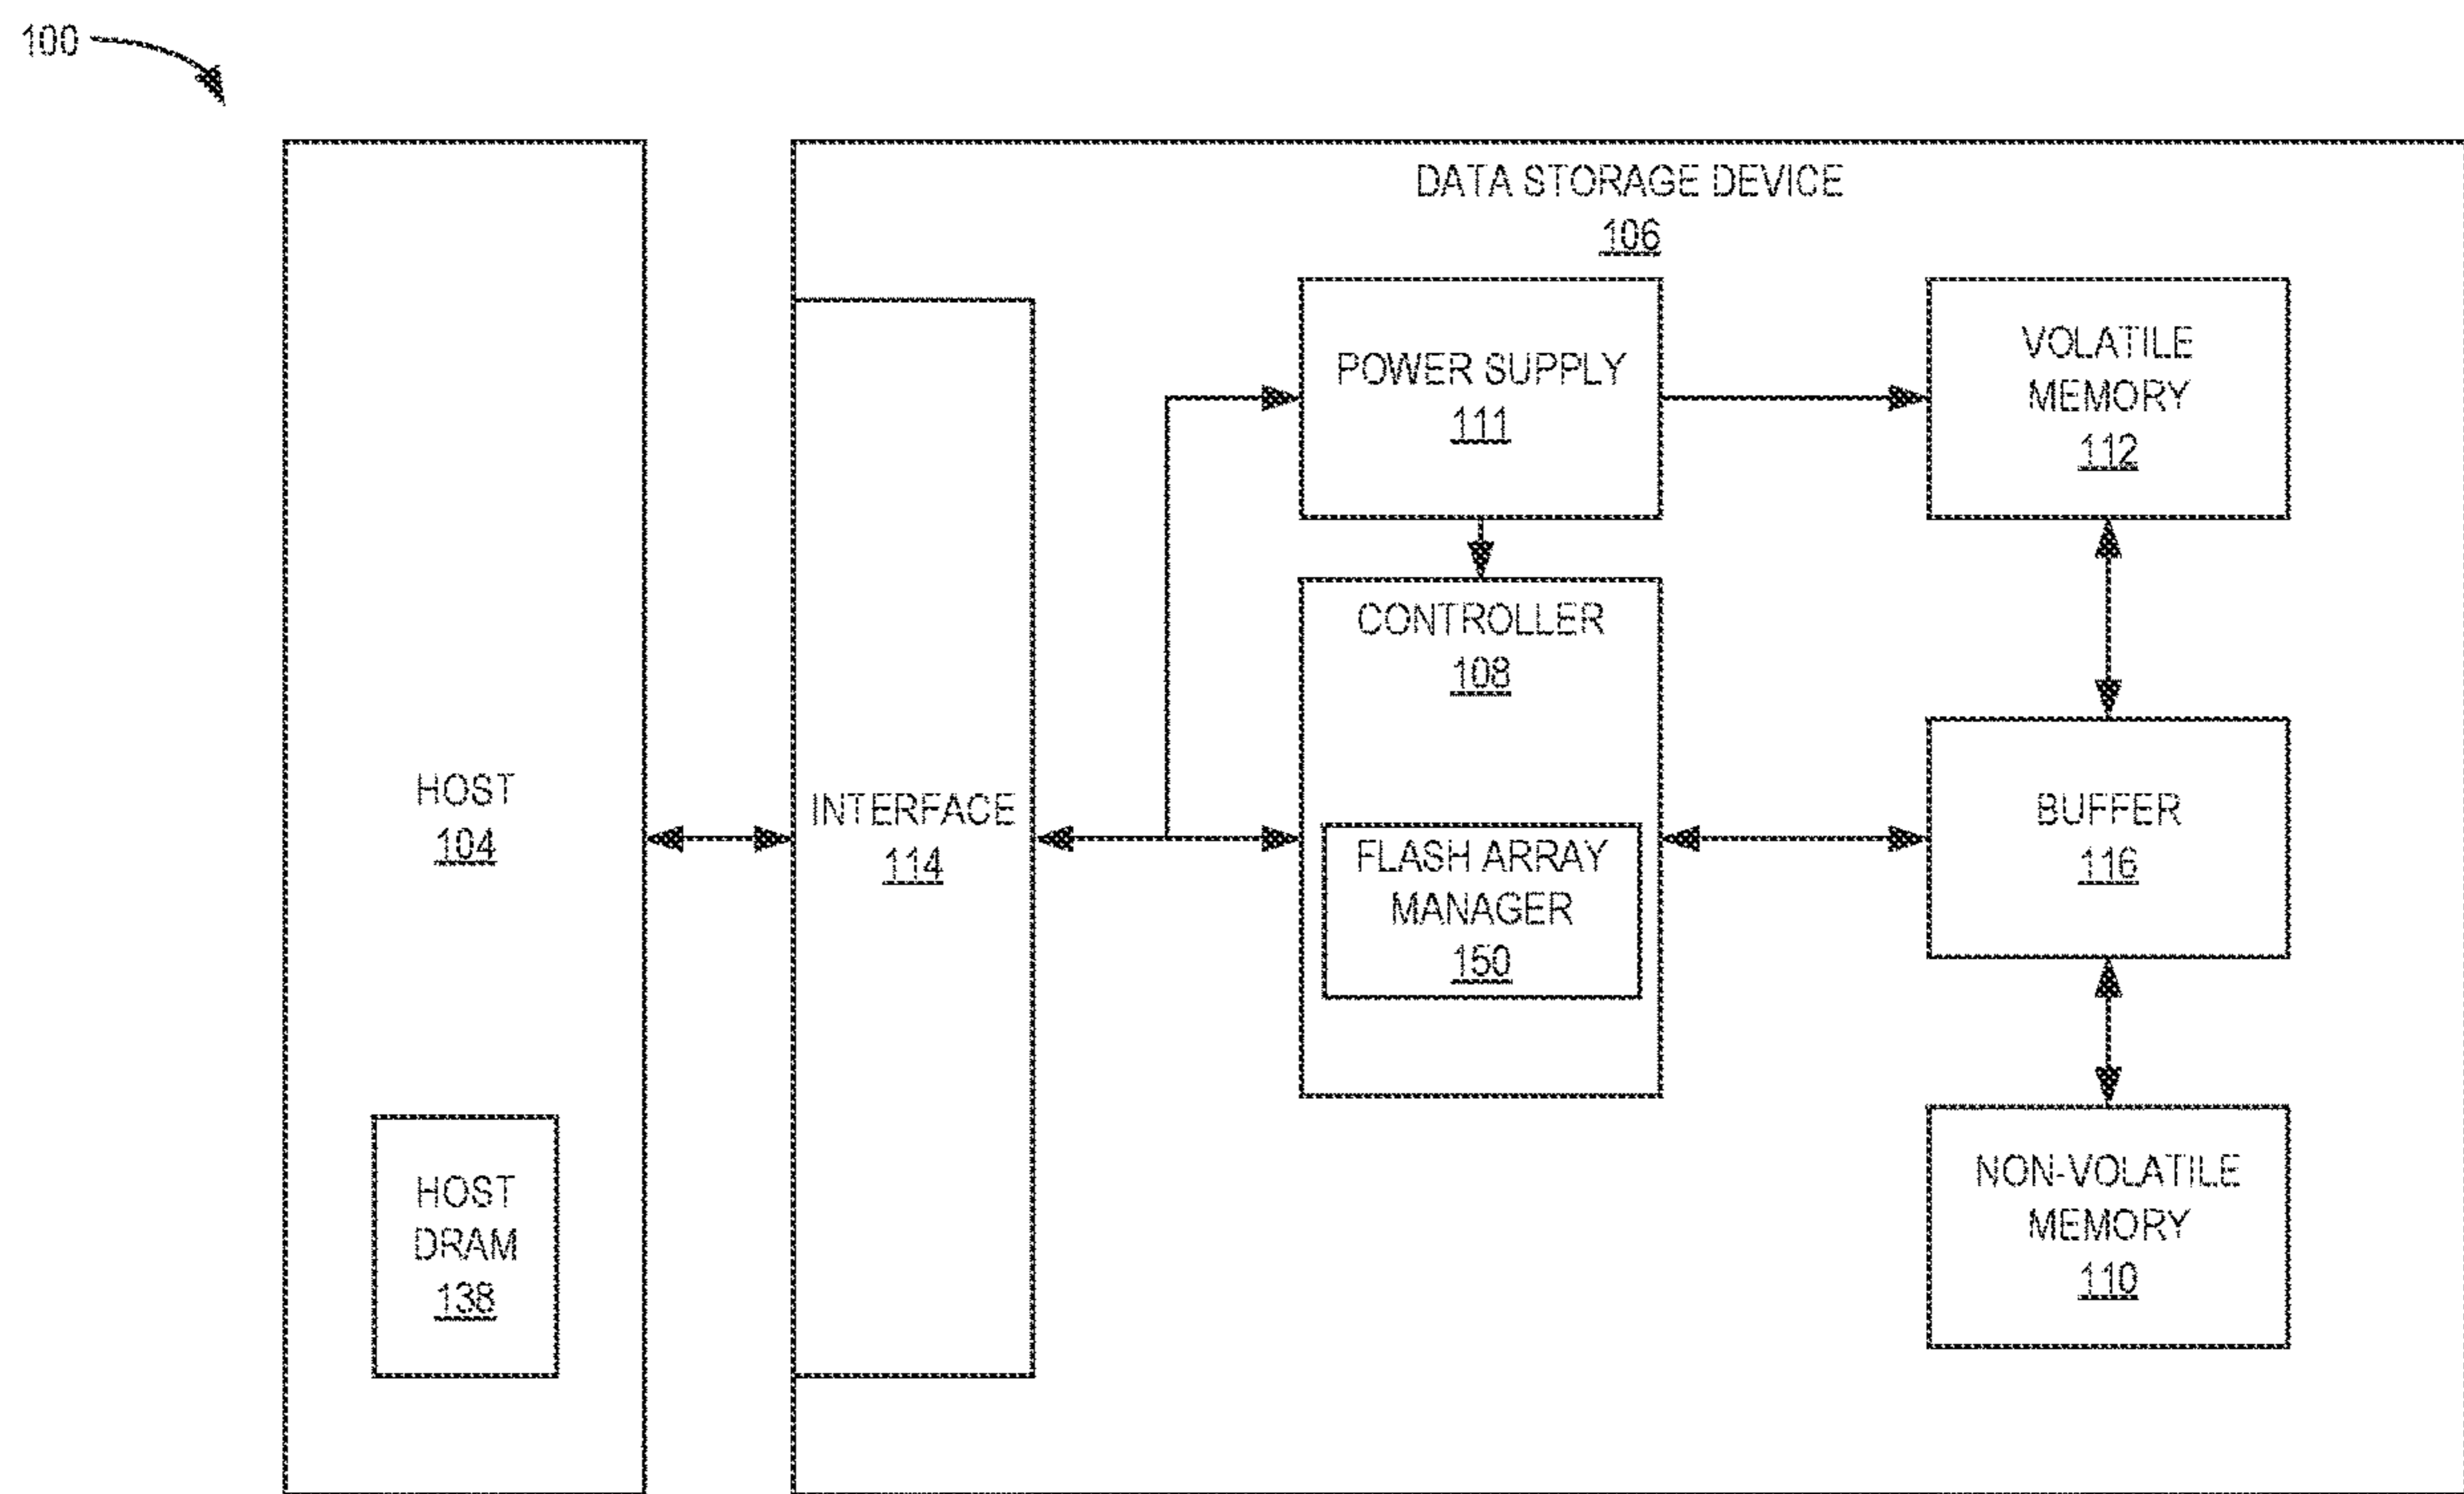 100
DATA STORAGE DEVICE
106
HOST
104
HOST
DRAM
138
INTERFACE
114
POWER SUPPLY
111
CONTROLLER
108
FLASH ARRAY
MANAGER
150
VOLATILE
MEMORY
112
BUFFER
116
NON-VOLATILE
MEMORY
110